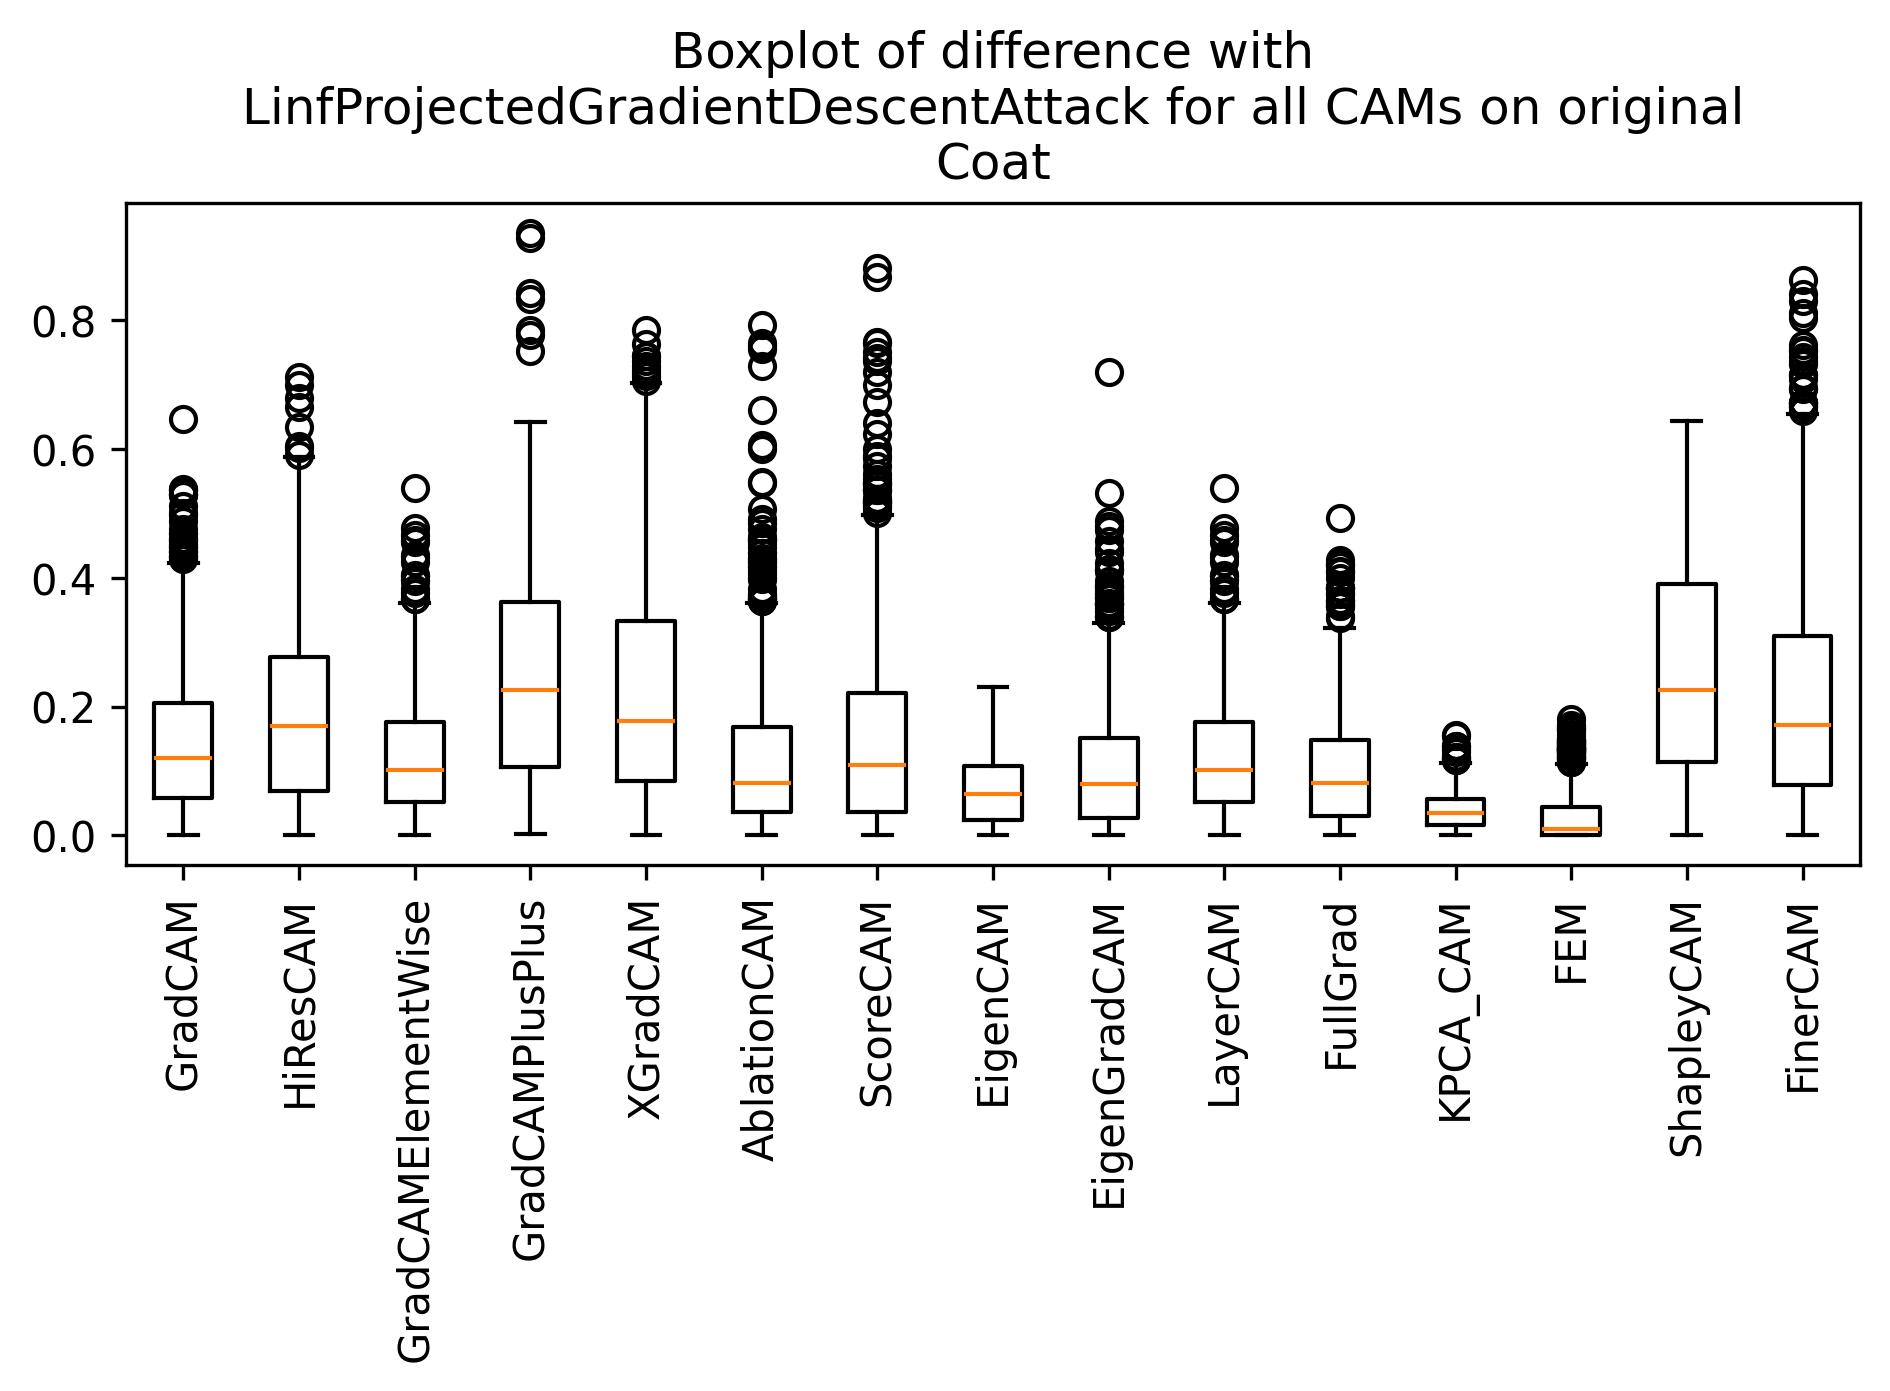 Boxplot of difference with
LinfProjectedGradientDescentAttack for all CAMs on original
Coat
0.8
0.6
0.4
0.2
0.0
GradCAM
HiResCAM
GradCAMElementWise
GradCAMPlusPlus
XGradCAM
AblationCAM
ScoreCAM
EigenCAM
EigenGradCAM
LayerCAM
FullGrad
KPCA_CAM
FEM
ShapleyCAM
FinerCAM